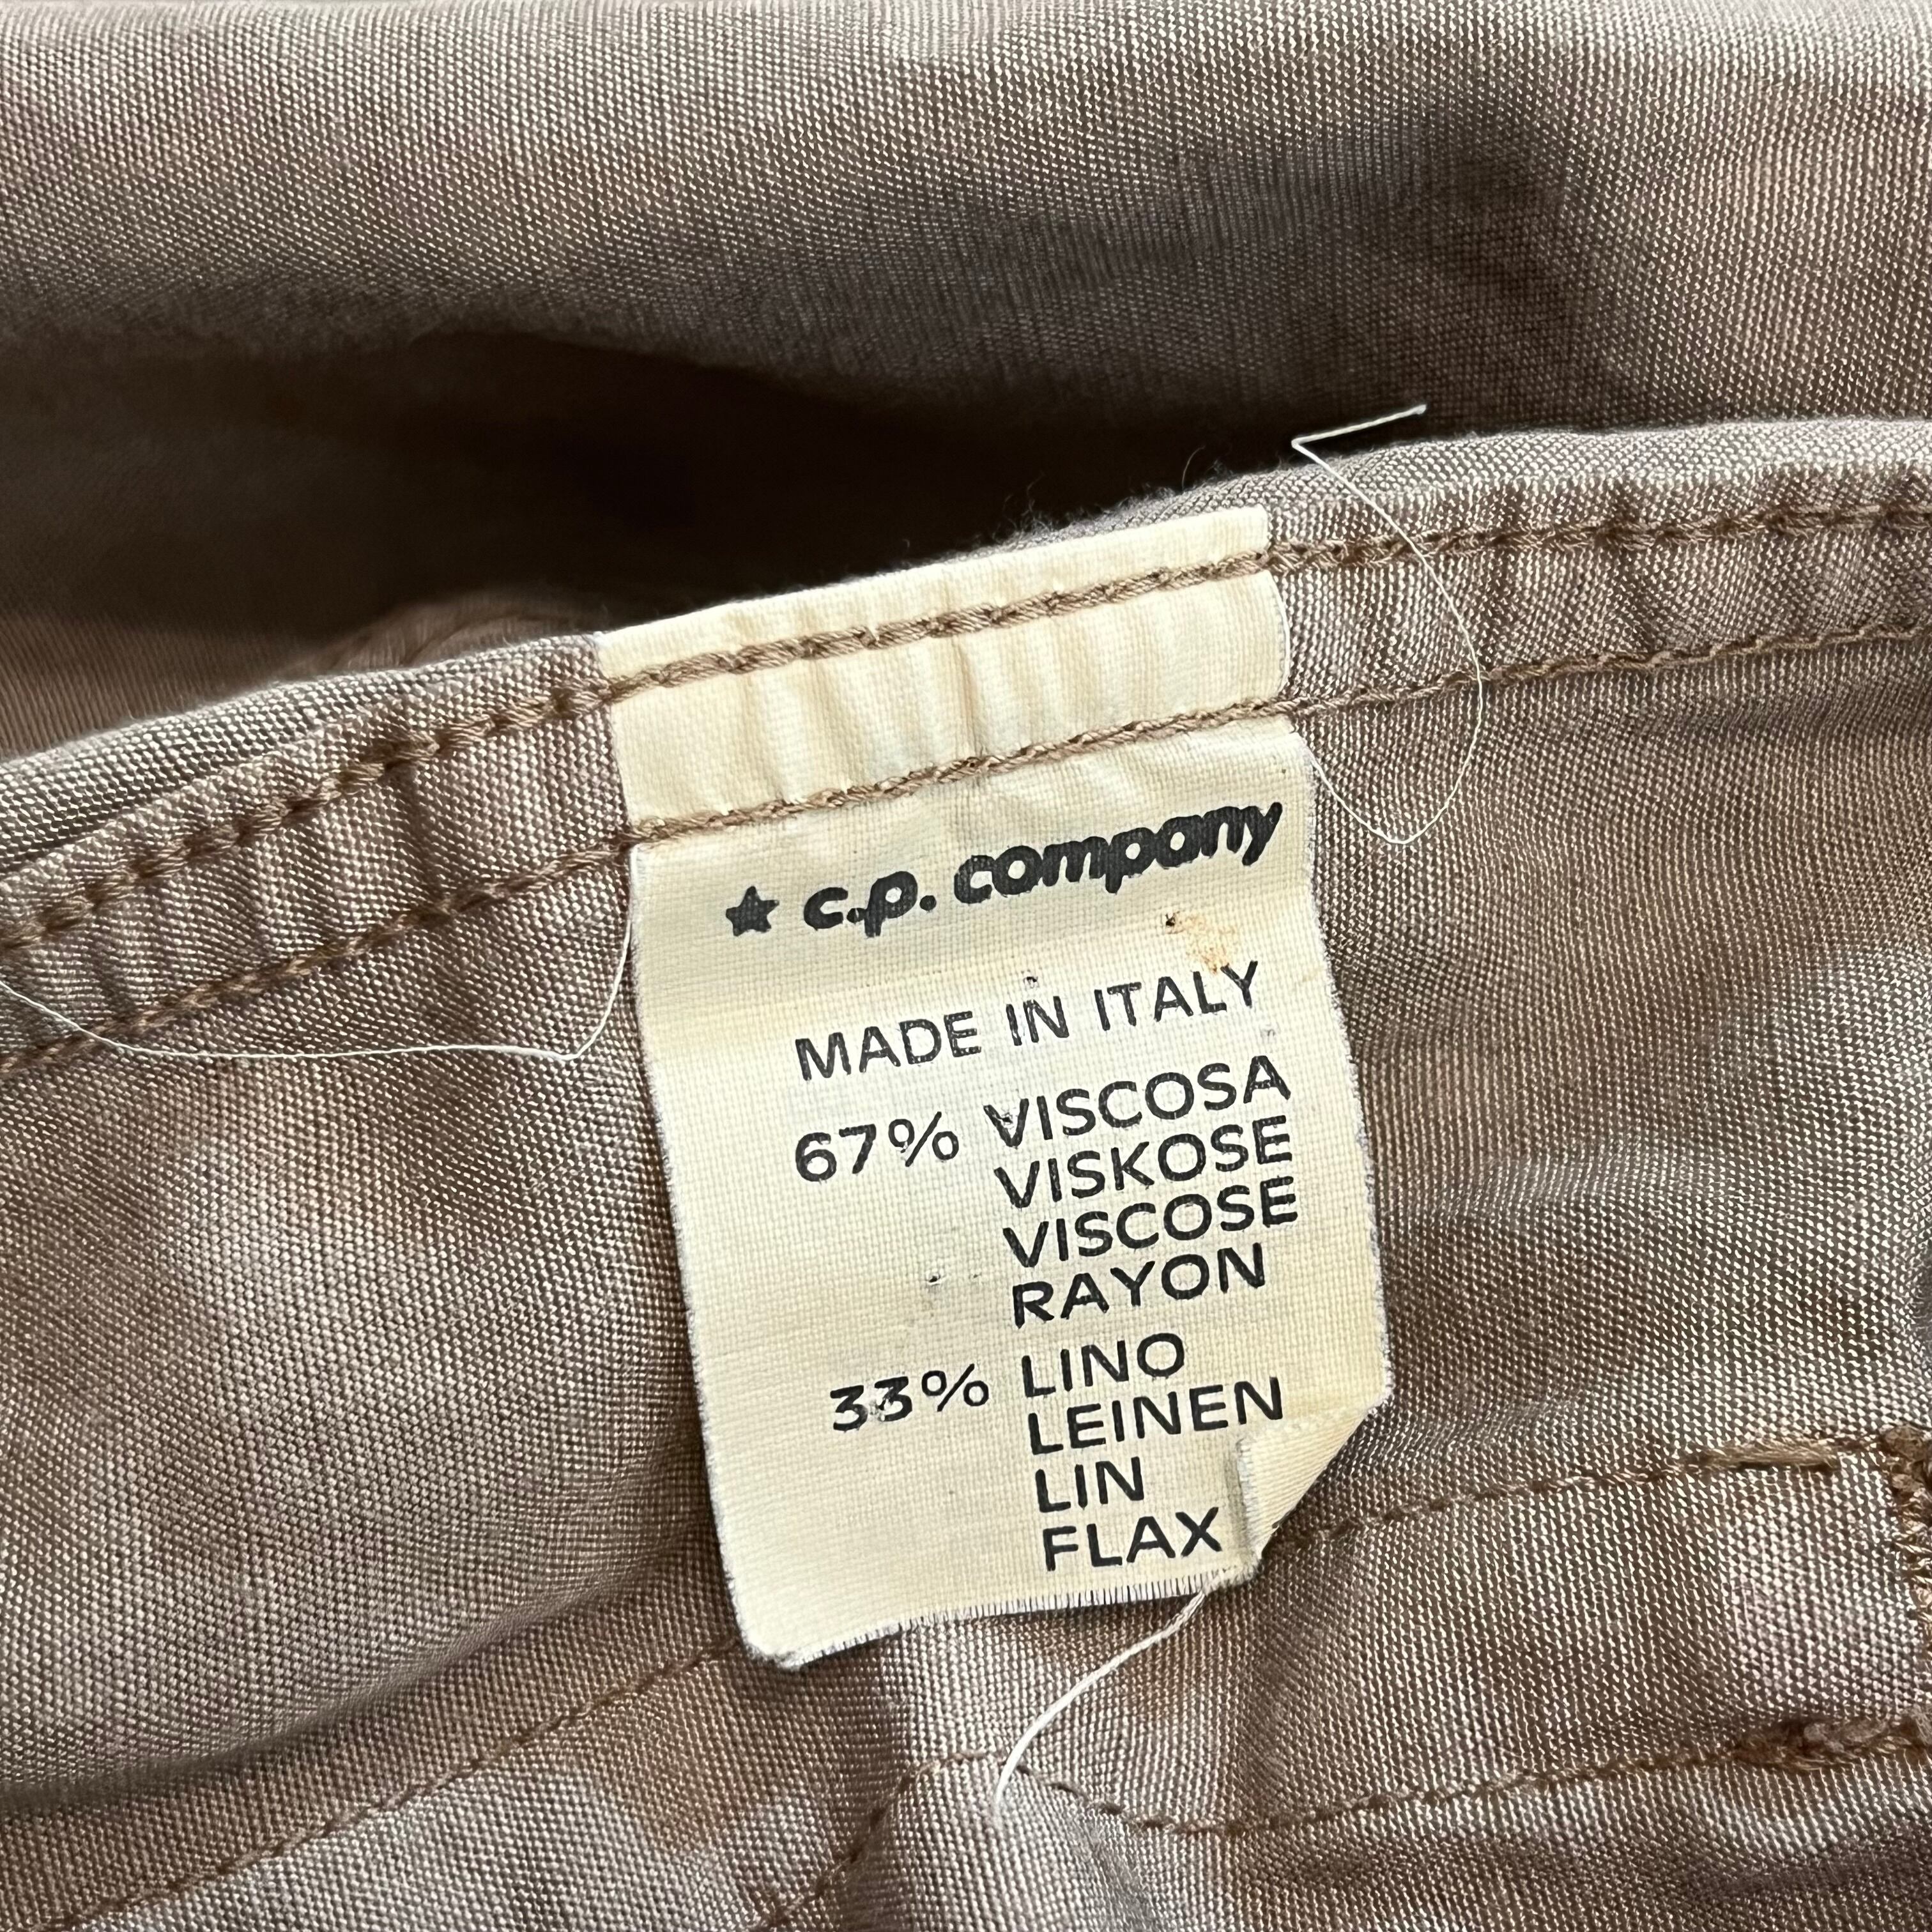 ★ c.p. company
MADE IN ITALY
67% VISCOSA
VISKOSE
VISCOSE
RAYON
33% LINO
LEINEN
LIN
FLAX